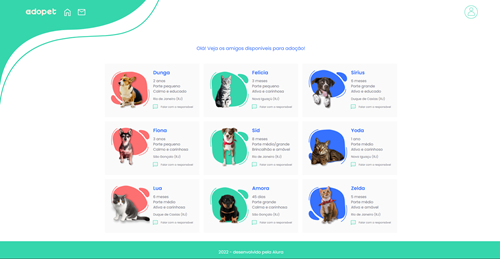 adopet
Olá! Veja os amigos disponíveis para adoção!
Dunga
2 anos
Porte pequeno
Calmo e educado
Rio de Janeiro (RJ)
Falar com responsável
Felicia
2 meses
Porte pequeno
Ativa e carinhosa
Nova Iguaçu (RJ)
Falar com responsável
Sirius
6 meses
Porte grande
Ativo e educado
Duque de Caxias (RJ)
Falar com responsável
Fiona
3 anos
Porte pequeno
Calma e carinhosa
São Gonçalo (RJ)
Falar com responsável
Sid
8 meses
Porte médio/grande
Brincalhão e amável
Rio de Janeiro (RJ)
Falar com responsável
Yoda
1 ano
Porte médio
Ativo e carinhoso
Nova Iguaçu (RJ)
Falar com responsável
Lua
6 meses
Porte médio
Ativa e carinhosa
Duque de Caxias (RJ)
Falar com responsável
Amora
45 dias
Porte grande
Calma e carinhosa
São Gonçalo (RJ)
Falar com responsável
Zelda
5 meses
Porte médio
Ativa e amável
Rio de Janeiro (RJ)
Falar com responsável
2022 - desenvolvido pela Alura